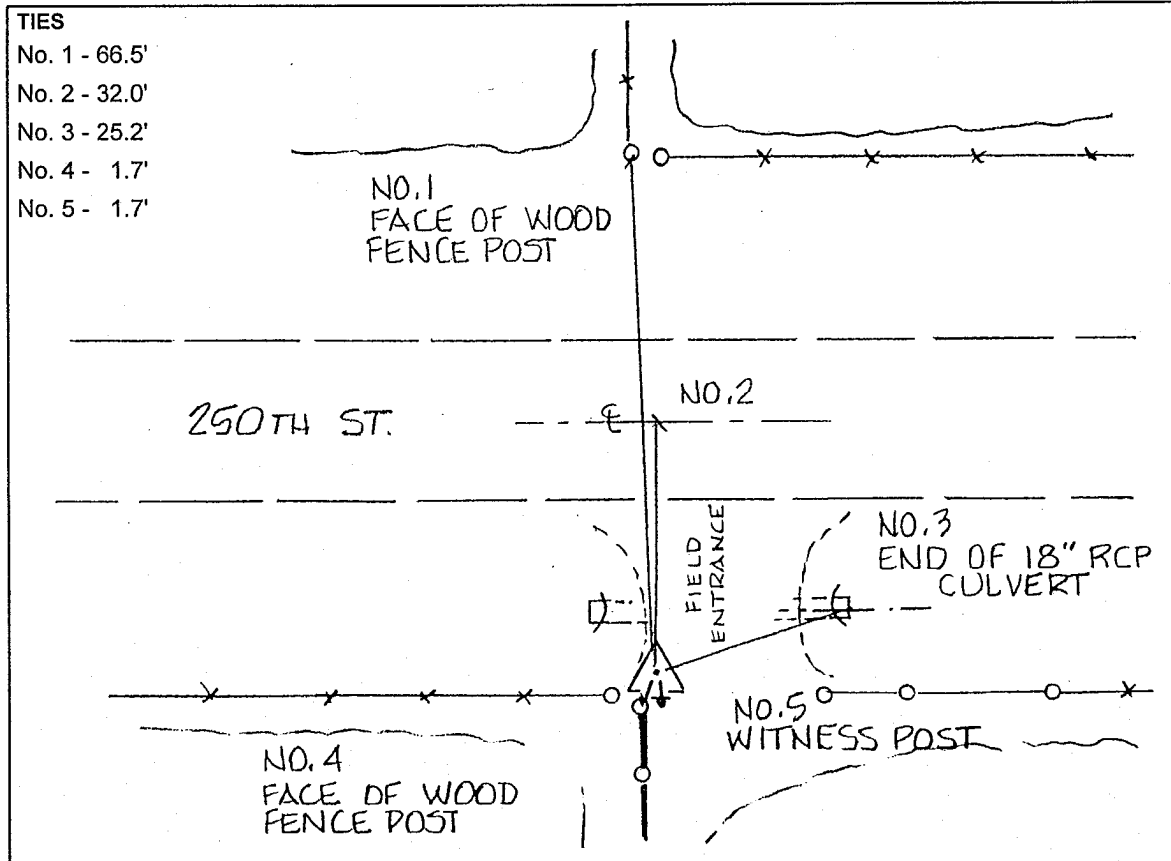 TIES
No. 1 - 66.5'
No. 2 - 32.0'
No. 3 - 25.2'
No. 4 - 1.7'
No. 5 - 1.7'
NO.1
FACE OF WOOD
FENCE POST
NO.2
250TH ST.
℄
FIELD
ENTRANCE
NO.3
END OF 18" RCP
CULVERT
NO.5
WITNESS POST
NO.4
FACE OF WOOD
FENCE POST